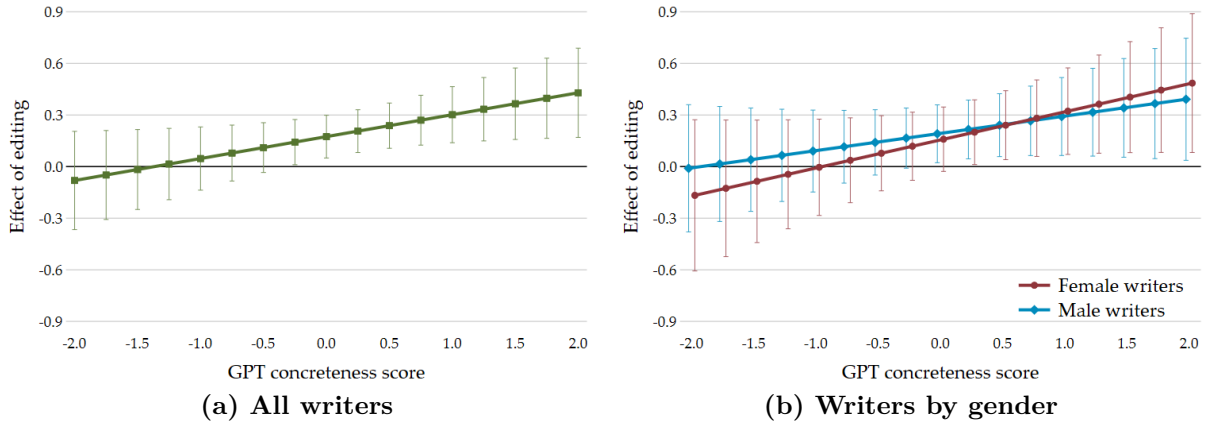 0.9
0.6
0.3
0.0
-0.3
-0.6
-0.9
Effect of editing
-2.0 -1.5 -1.0 -0.5 0.0 0.5 1.0 1.5 2.0
GPT concreteness score
(a) All writers
0.9
0.6
0.3
0.0
-0.3
-0.6
-0.9
Effect of editing
Female writers
Male writers
-2.0 -1.5 -1.0 -0.5 0.0 0.5 1.0 1.5 2.0
GPT concreteness score
(b) Writers by gender